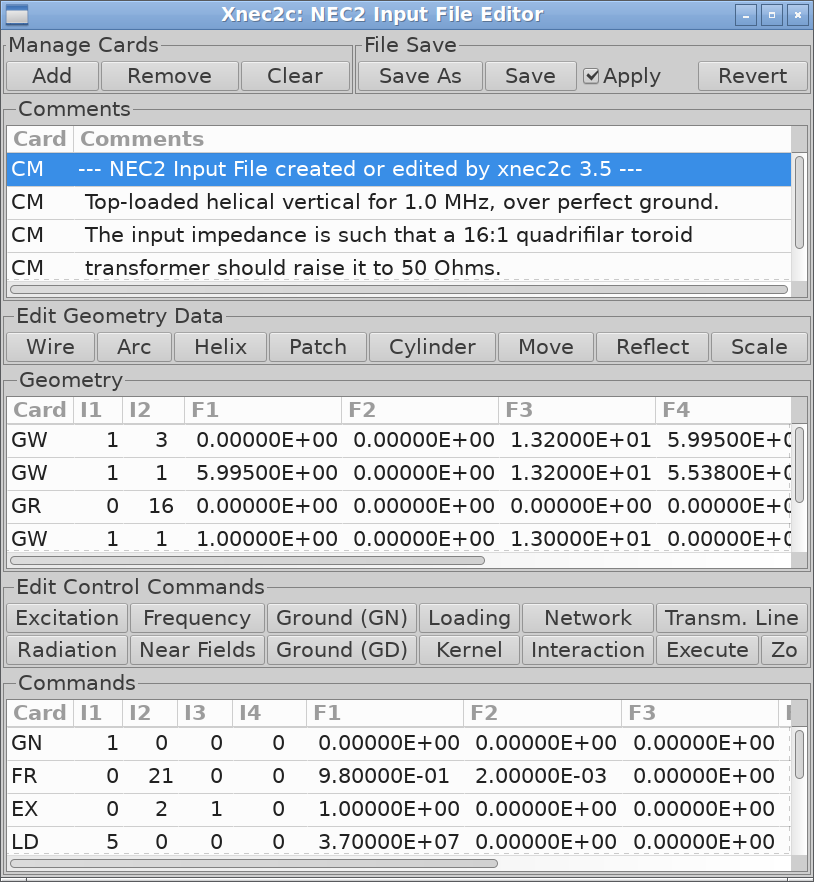 Xnec2c: NEC2 Input File Editor
Manage Cards File Save
Add Remove Clear Save As Save Apply Revert
Comments
Card Comments
CM --- NEC2 Input File created or edited by xnec2c 3.5 ---
CM Top-loaded helical vertical for 1.0 MHz, over perfect ground.
CM The input impedance is such that a 16:1 quadrifilar toroid
CM transformer should raise it to 50 Ohms.
Edit Geometry Data
Wire Arc Helix Patch Cylinder Move Reflect Scale
Geometry
Card I1 I2 F1 F2 F3 F4
GW 1 3 0.00000E+00 0.00000E+00 1.32000E+01 5.99500E+0
GW 1 1 5.99500E+00 0.00000E+00 1.32000E+01 5.53800E+0
GR 0 16 0.00000E+00 0.00000E+00 0.00000E+00 0.00000E+0
GW 1 1 1.00000E+00 0.00000E+00 1.30000E+01 0.00000E+0
Edit Control Commands
Excitation Frequency Ground (GN) Loading Network Transm. Line
Radiation Near Fields Ground (GD) Kernel Interaction Execute Zo
Commands
Card I1 I2 I3 I4 F1 F2 F3
GN 1 0 0 0 0.00000E+00 0.00000E+00 0.00000E+00
FR 0 21 0 0 9.80000E-01 2.00000E-03 0.00000E+00
EX 0 2 1 0 1.00000E+00 0.00000E+00 0.00000E+00
LD 5 0 0 0 3.70000E+07 0.00000E+00 0.00000E+00